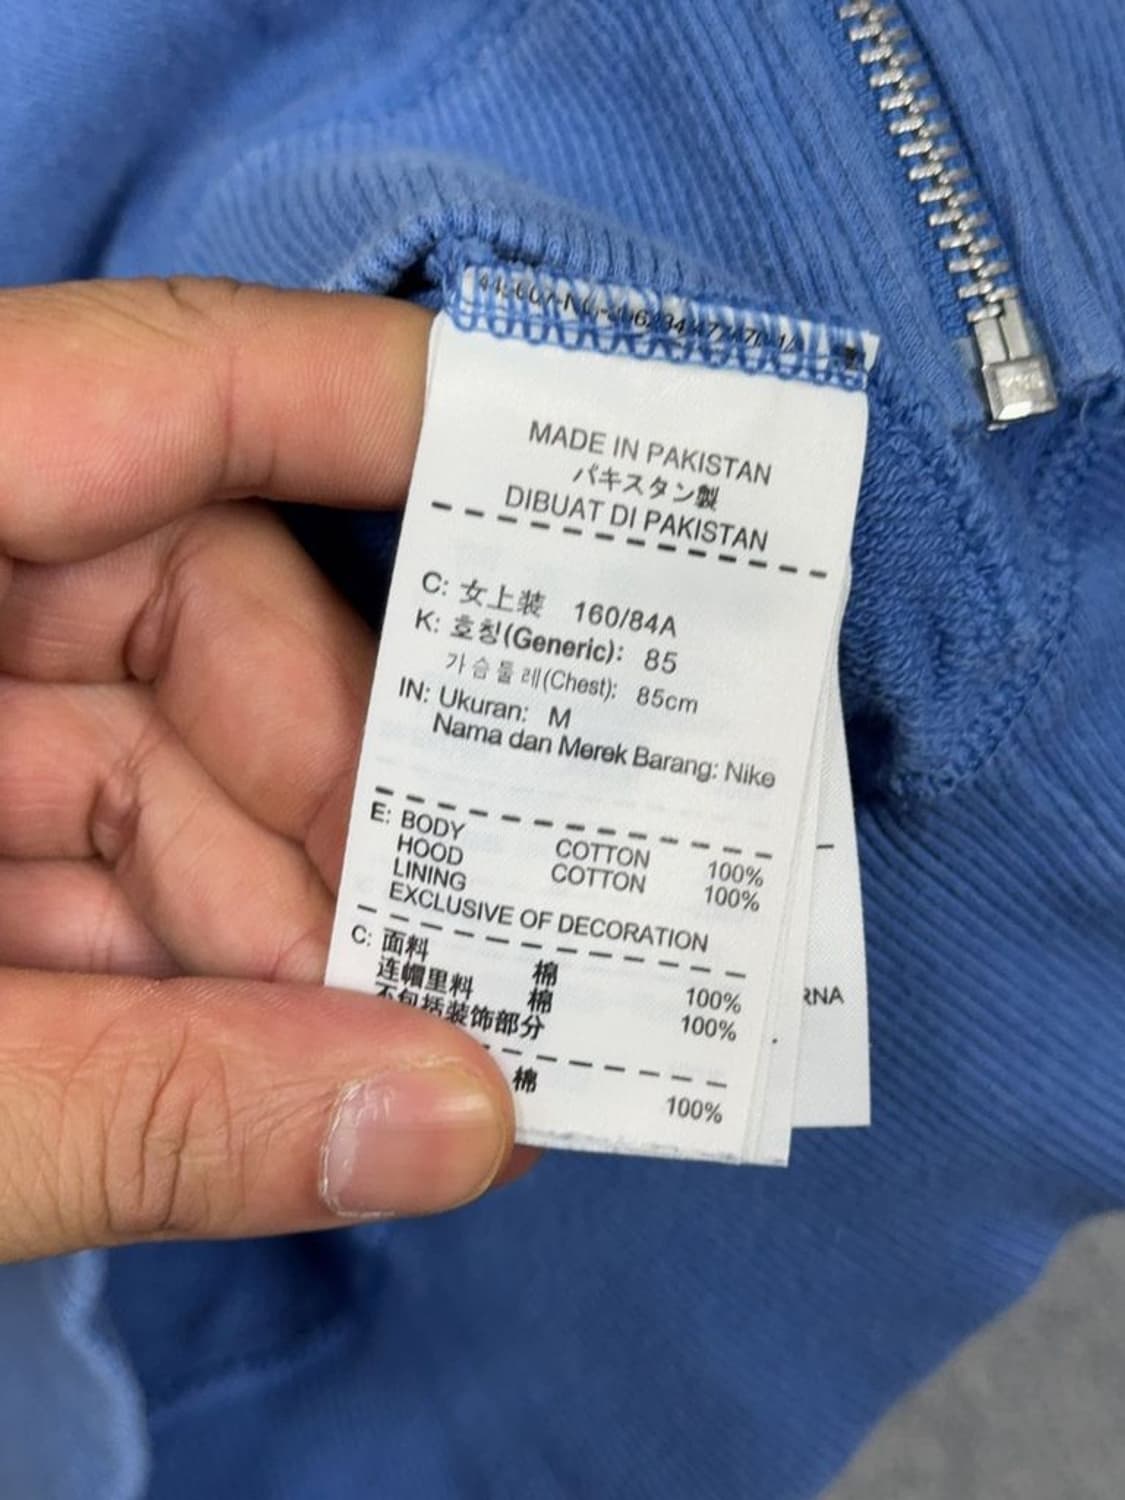 MADE IN PAKISTAN
パキスタン製
DIBUAT DI PAKISTAN
C: 女上装 160/84A
K: 호칭(Generic): 85
가슴둘레(Chest): 85cm
IN: Ukuran: M
Nama dan Merek Barang: Nike
E: BODY COTTON 100%
HOOD COTTON 100%
LINING
EXCLUSIVE OF DECORATION
C: 面料 棉 100%
连帽里料 棉 100%
不包括装饰部分
棉 100%
RNA
YKK